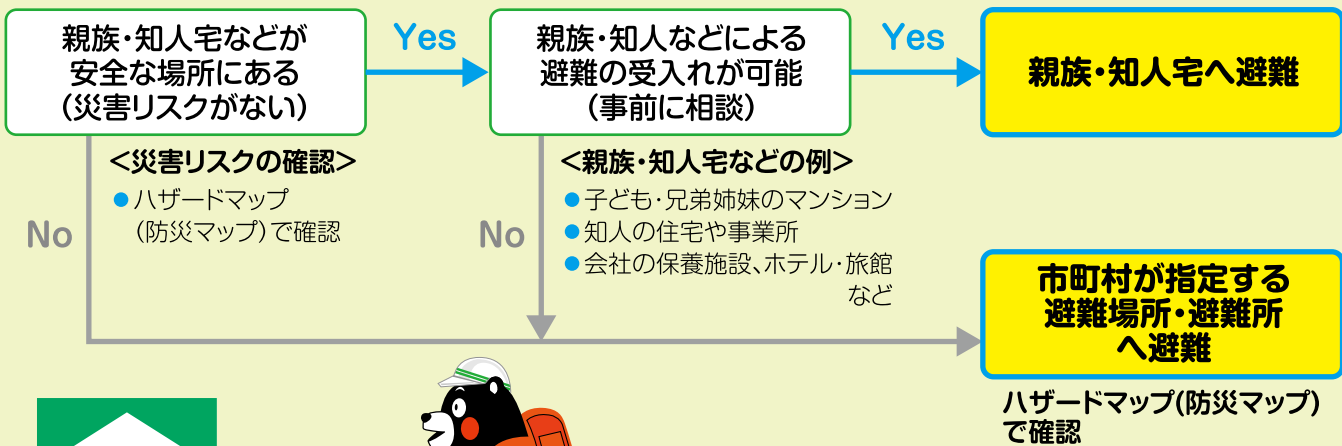 親族・知人宅などが
安全な場所にある
(災害リスクがない)
Yes
親族・知人などによる
避難の受入れが可能
(事前に相談)
Yes
親族・知人宅へ避難
<災害リスクの確認>
●ハザードマップ
(防災マップ)で確認
No
<親族・知人宅などの例>
●子ども・兄弟姉妹のマンション
●知人の住宅や事業所
●会社の保養施設、ホテル・旅館
など
No
市町村が指定する
避難場所・避難所
へ避難
ハザードマップ(防災マップ)
で確認